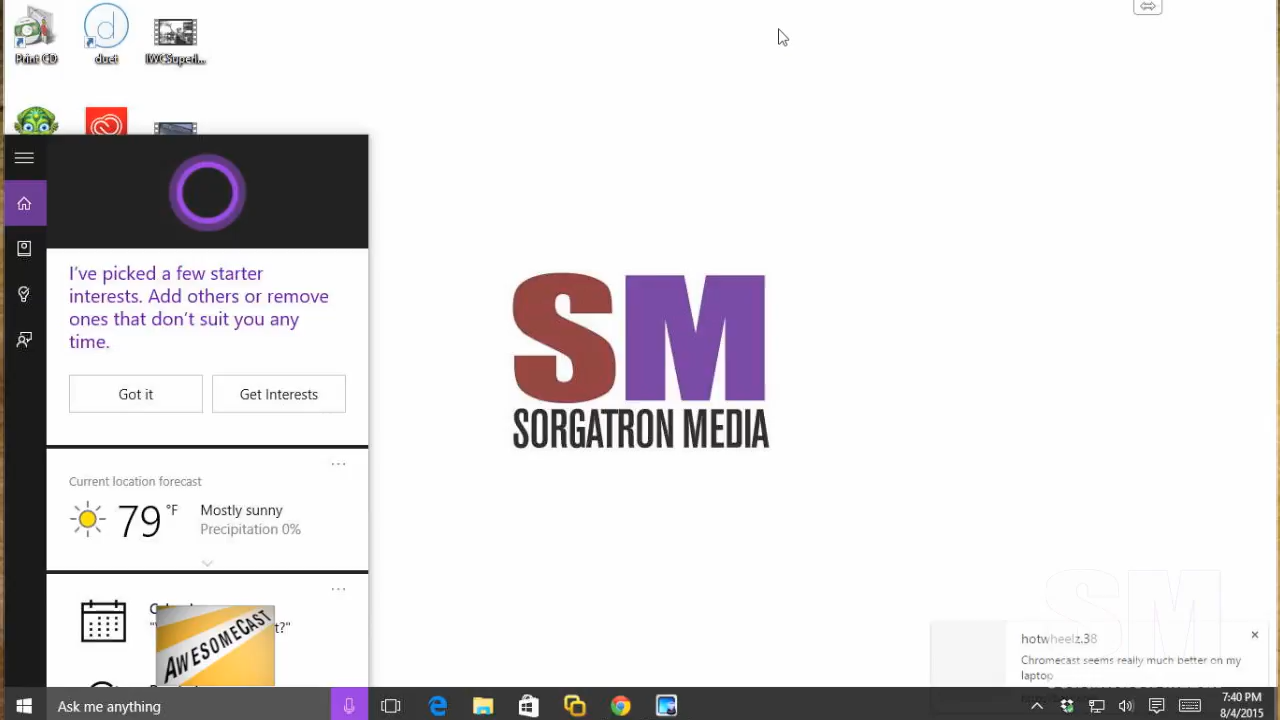 Print CD
duet
IWCSuperl...
I've picked a few starter
interests. Add others or remove
ones that don't suit you any
time.
Got it
Get Interests
Current location forecast
79 °F
Mostly sunny
Precipitation 0%
AWESOMECAST
t?"
SM
SORGATRON MEDIA
SM
hotwheelz.38
Chromecast seems really much better on my
laptop
Ask me anything
7:40 PM
8/4/2015